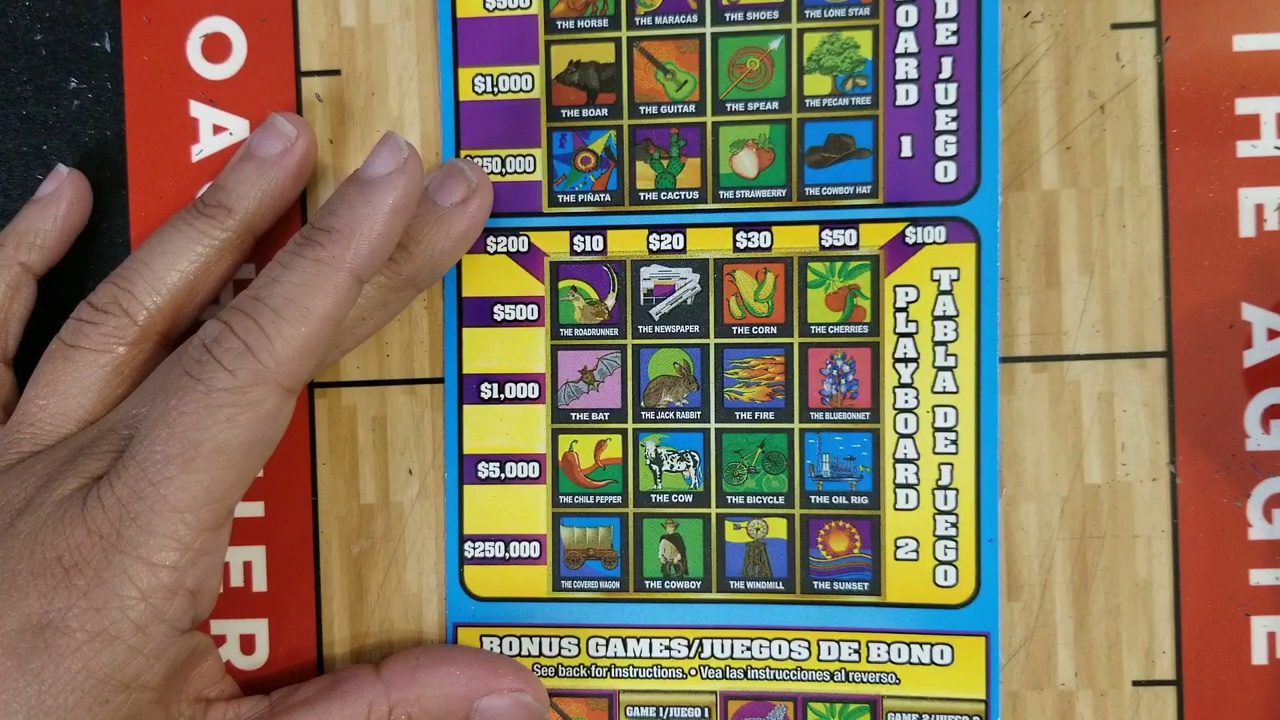 $500
THE HORSE THE MARACAS THE SHOES THE LONE STAR
$1,000
THE BOAR THE GUITAR THE SPEAR THE PECAN TREE
THE PIÑATA THE CACTUS THE STRAWBERRY THE COWBOY HAT
OARD 1
DE JUEGO
$200 $10 $20 $30 $50 $100
THE ROADRUNNER THE NEWSPAPER THE CORN THE CHERRIES
$500
THE BAT THE JACK RABBIT THE FIRE THE BLUEBONNET
$1,000
THE CHILE PEPPER THE COW THE BICYCLE THE OIL RIG
$5,000
THE COVERED WAGON THE COWBOY THE WINDMILL THE SUNSET
$250,000
PLAYBOARD 2
TABLA DE JUEGO
BONUS GAMES/JUEGOS DE BONO
See back for instructions. • Vea las instrucciones al reverso.
GAME 1/JUEGO 1
THE